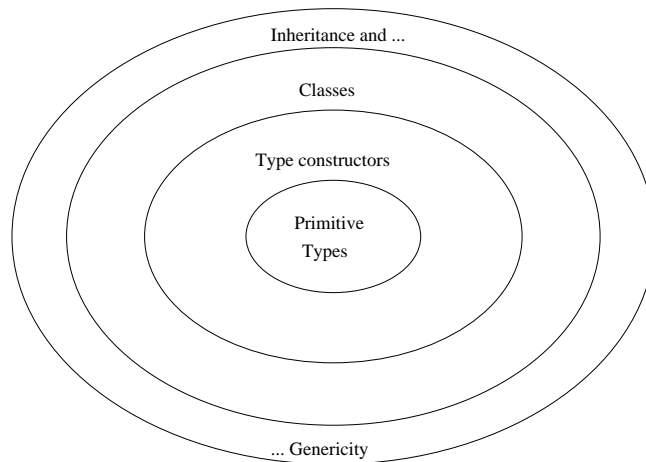 Inheritance and ...
Classes
Type constructors
Primitive
Types
... Genericity